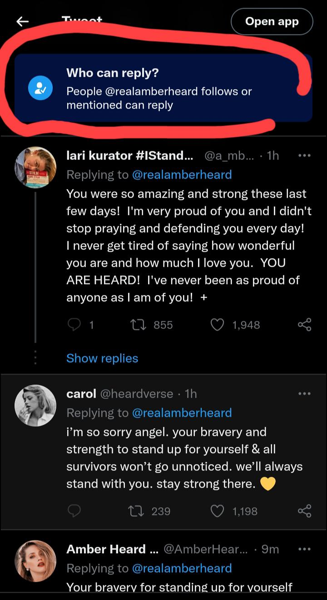 Tweet
Open app
Who can reply?
People @realamberheard follows or
mentioned can reply
lari kurator #IStand... @a_mb... · 1h
Replying to @realamberheard
You were so amazing and strong these last
few days! I'm very proud of you and I didn't
stop praying and defending you every day!
I never get tired of saying how wonderful
you are and how much I love you. YOU
ARE HEARD! I've never been as proud of
anyone as I am of you! +
1 855 1,948
Show replies
carol @heardverse · 1h
Replying to @realamberheard
i'm so sorry angel. your bravery and
strength to stand up for yourself & all
survivors won't go unnoticed. we'll always
stand with you. stay strong there. 💛
239 1,198
Amber Heard ... @AmberHear... · 9m
Replying to @realamberheard
Your bravery for standing up for yourself